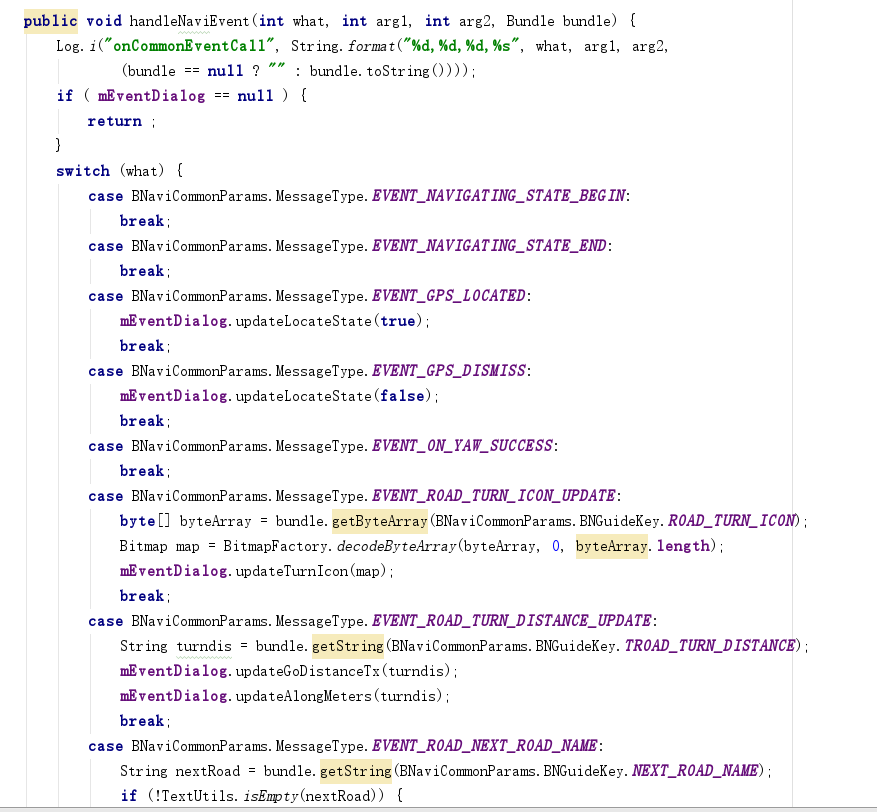 public void handleNaviEvent(int what, int arg1, int arg2, Bundle bundle) {
Log.i("onCommonEventCall", String.format("%d,%d,%d,%s", what, arg1, arg2,
(bundle == null ? "" : bundle.toString())));
if ( mEventDialog == null ) {
return ;
}
switch (what) {
case BNaviCommonParams.MessageType.EVENT_NAVIGATING_STATE_BEGIN:
break;
case BNaviCommonParams.MessageType.EVENT_NAVIGATING_STATE_END:
break;
case BNaviCommonParams.MessageType.EVENT_GPS_LOCATED:
mEventDialog.updateLocateState(true);
break;
case BNaviCommonParams.MessageType.EVENT_GPS_DISMISS:
mEventDialog.updateLocateState(false);
break;
case BNaviCommonParams.MessageType.EVENT_ON_YAW_SUCCESS:
break;
case BNaviCommonParams.MessageType.EVENT_ROAD_TURN_ICON_UPDATE:
byte[] byteArray = bundle.getByteArray(BNaviCommonParams.BNGuideKey.ROAD_TURN_ICON);
Bitmap map = BitmapFactory.decodeByteArray(byteArray, 0, byteArray.length);
mEventDialog.updateTurnIcon(map);
break;
case BNaviCommonParams.MessageType.EVENT_ROAD_TURN_DISTANCE_UPDATE:
String turndis = bundle.getString(BNaviCommonParams.BNGuideKey.TROAD_TURN_DISTANCE);
mEventDialog.updateGoDistanceTx(turndis);
mEventDialog.updateAlongMeters(turndis);
break;
case BNaviCommonParams.MessageType.EVENT_ROAD_NEXT_ROAD_NAME:
String nextRoad = bundle.getString(BNaviCommonParams.BNGuideKey.NEXT_ROAD_NAME);
if (!TextUtils.isEmpty(nextRoad)) {